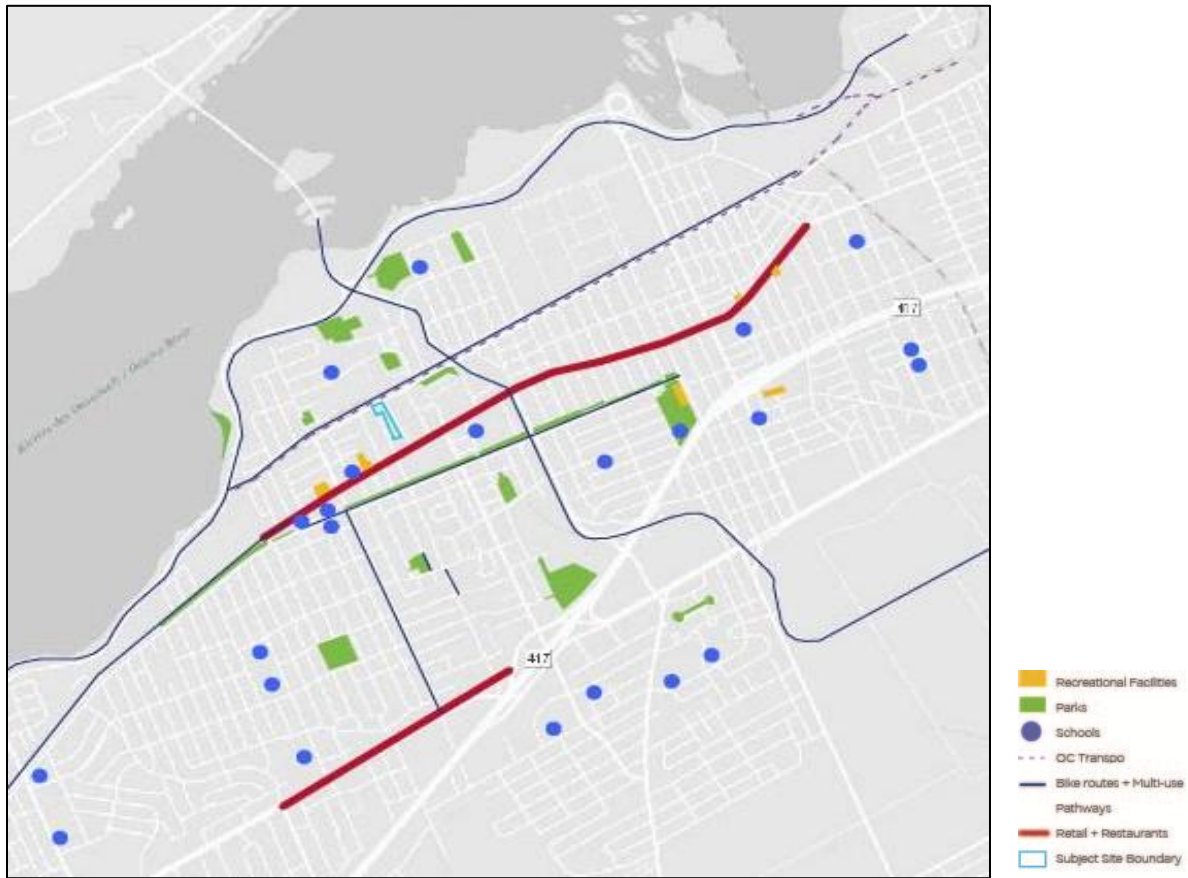 417
417
Recreational Facilities
Parks
Schools
OC Transpo
Bike routes + Multi-use
Pathways
Retail + Restaurants
Subject Site Boundary